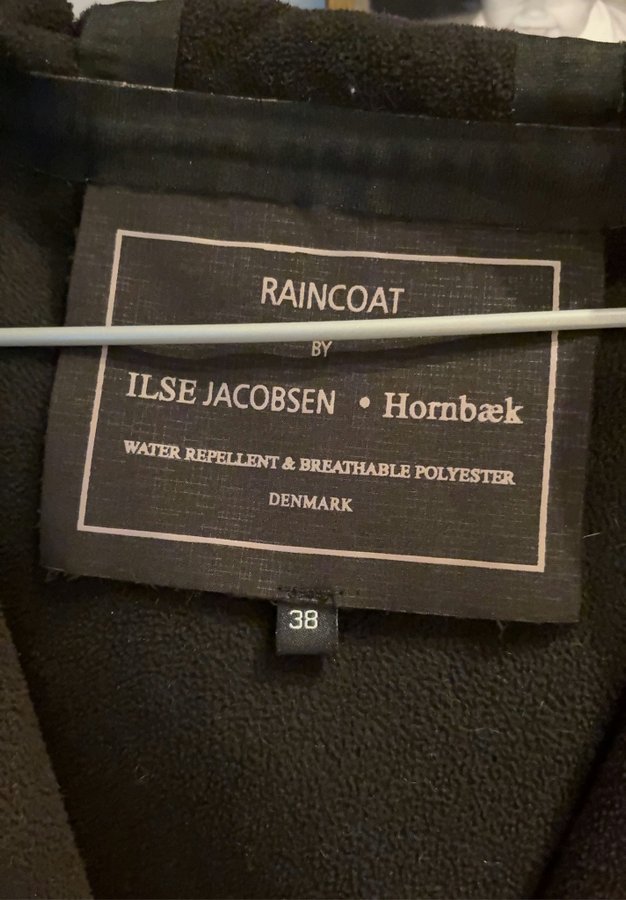 RAINCOAT
BY
ILSE JACOBSEN • Hornbæk
WATER REPELLENT & BREATHABLE POLYESTER
DENMARK
38